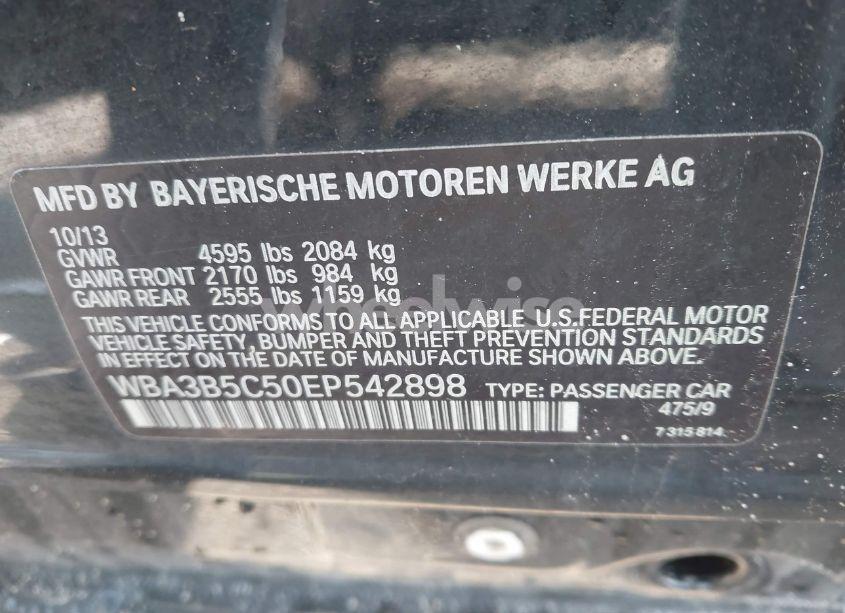 MFD BY BAYERISCHE MOTOREN WERKE AG
10/13
GVWR 4595 lbs 2084 kg
GAWR FRONT 2170 lbs 984 kg
GAWR REAR 2555 lbs 1159 kg
wheelwise
THIS VEHICLE CONFORMS TO ALL APPLICABLE U.S.FEDERAL MOTOR
VEHICLE SAFETY, BUMPER AND THEFT PREVENTION STANDARDS
IN EFFECT ON THE DATE OF MANUFACTURE SHOWN ABOVE.
WBA3B5C50EP542898 TYPE: PASSENGER CAR
475/9
7 315 814